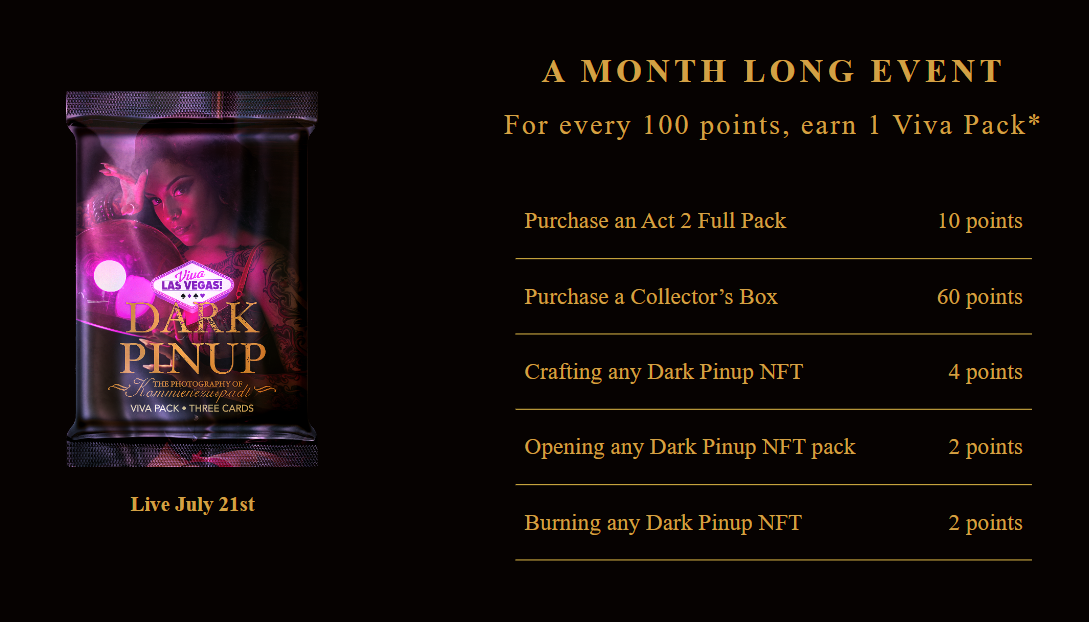 A MONTH LONG EVENT
For every 100 points, earn 1 Viva Pack*
Purchase an Act 2 Full Pack 10 points
Purchase a Collector’s Box 60 points
Crafting any Dark Pinup NFT 4 points
Opening any Dark Pinup NFT pack 2 points
Burning any Dark Pinup NFT 2 points
Viva
LAS VEGAS!
DARK
PINUP
THE PHOTOGRAPHY OF
VIVA PACK • THREE CARDS
Live July 21st